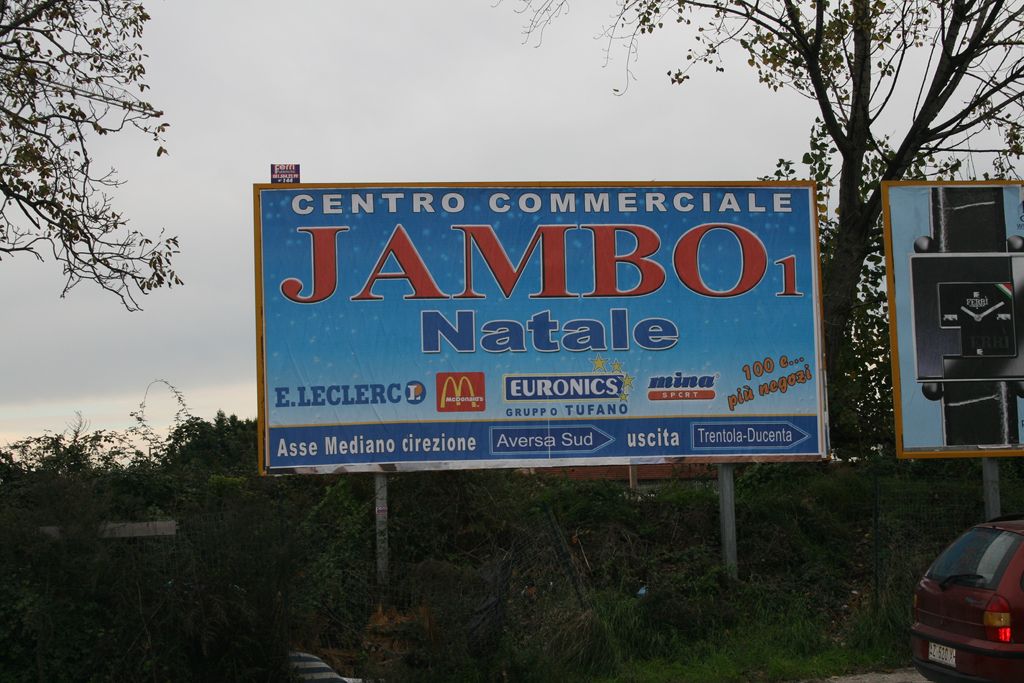 CENTRO COMMERCIALE
JAMBO1
Natale
E.LECLERC
McDonald's
EURONICS
GRUPPO TUFANO
mina
SPORT
100 e...
più negozi
Asse Mediano cirezione Aversa Sud uscita Trentola-Ducenta
FERRÈ